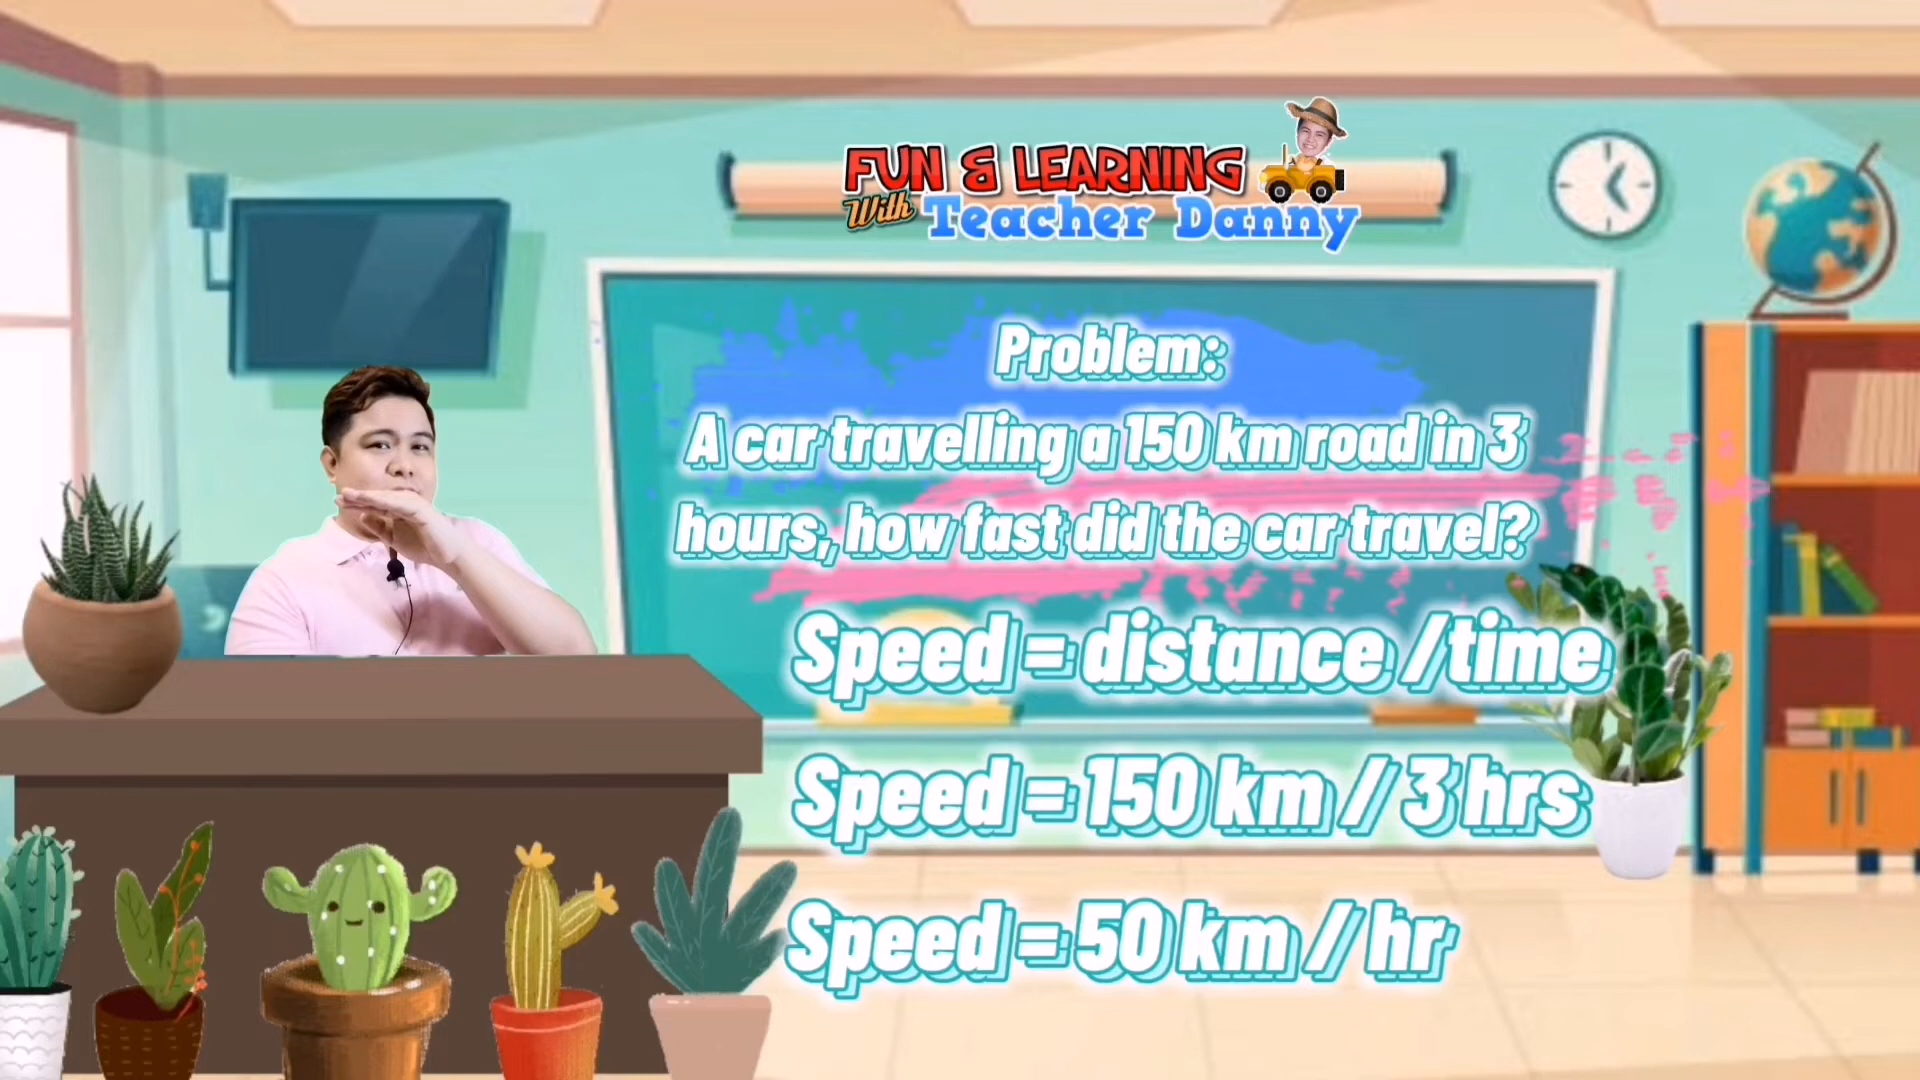 FUN & LEARNING
With Teacher Danny
Problem:
A car travelling a 150 km road in 3
hours, how fast did the car travel?
Speed = distance /time
Speed = 150 km / 3 hrs
Speed = 50 km / hr